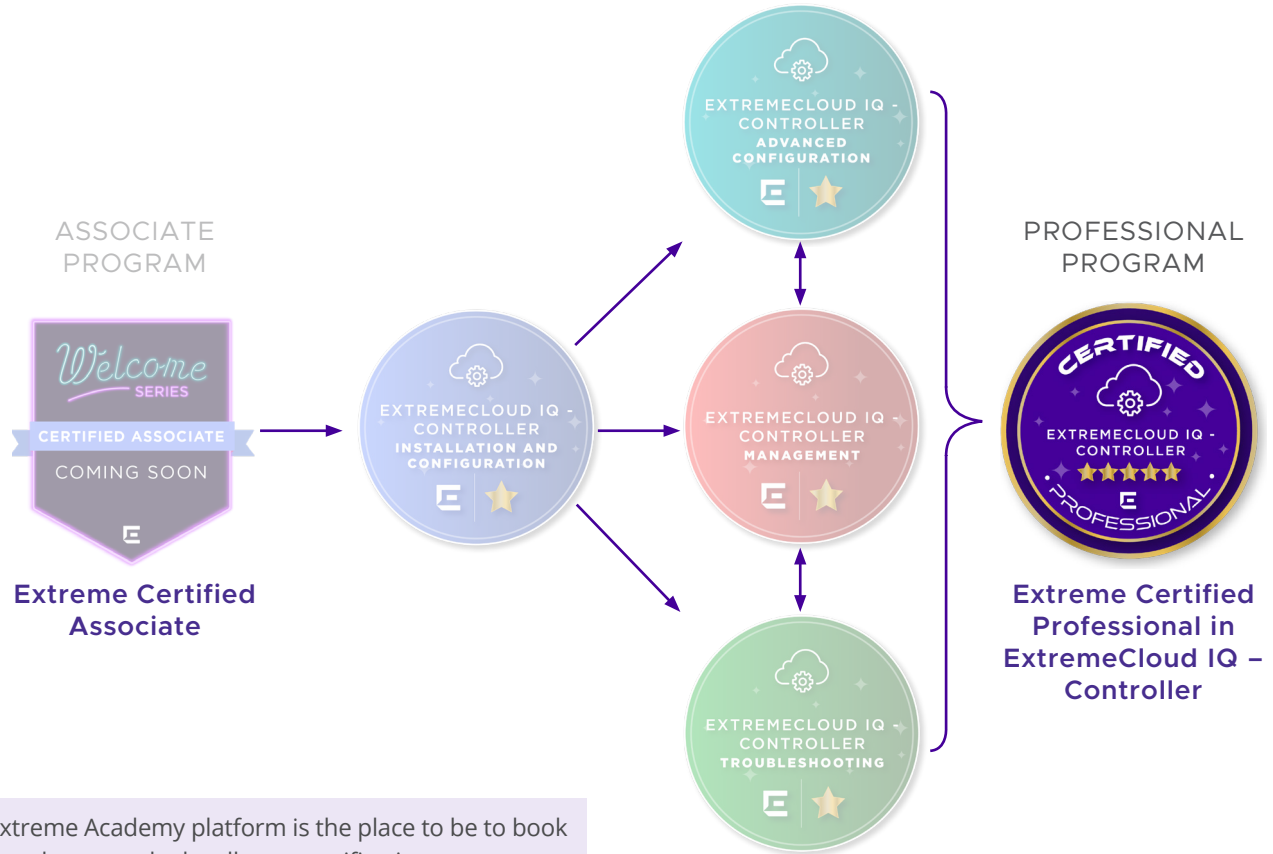 ASSOCIATE
PROGRAM
Welcome
SERIES
CERTIFIED ASSOCIATE
COMING SOON
Extreme Certified
Associate
EXTREMECLOUD IQ -
CONTROLLER
INSTALLATION AND
CONFIGURATION
EXTREMECLOUD IQ -
CONTROLLER
ADVANCED
CONFIGURATION
EXTREMECLOUD IQ -
CONTROLLER
MANAGEMENT
EXTREMECLOUD IQ -
CONTROLLER
TROUBLESHOOTING
PROFESSIONAL
PROGRAM
CERTIFIED
EXTREMECLOUD IQ -
CONTROLLER
PROFESSIONAL
Extreme Certified
Professional in
ExtremeCloud IQ –
Controller
xtreme Academy platform is the place to be to book